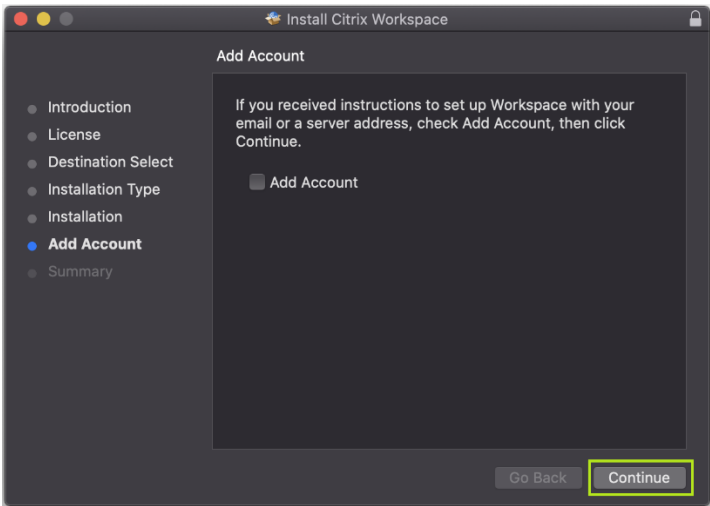 Install Citrix Workspace
Add Account
Introduction
License
Destination Select
Installation Type
Installation
Add Account
Summary
If you received instructions to set up Workspace with your
email or a server address, check Add Account, then click
Continue.
Add Account
Go Back
Continue